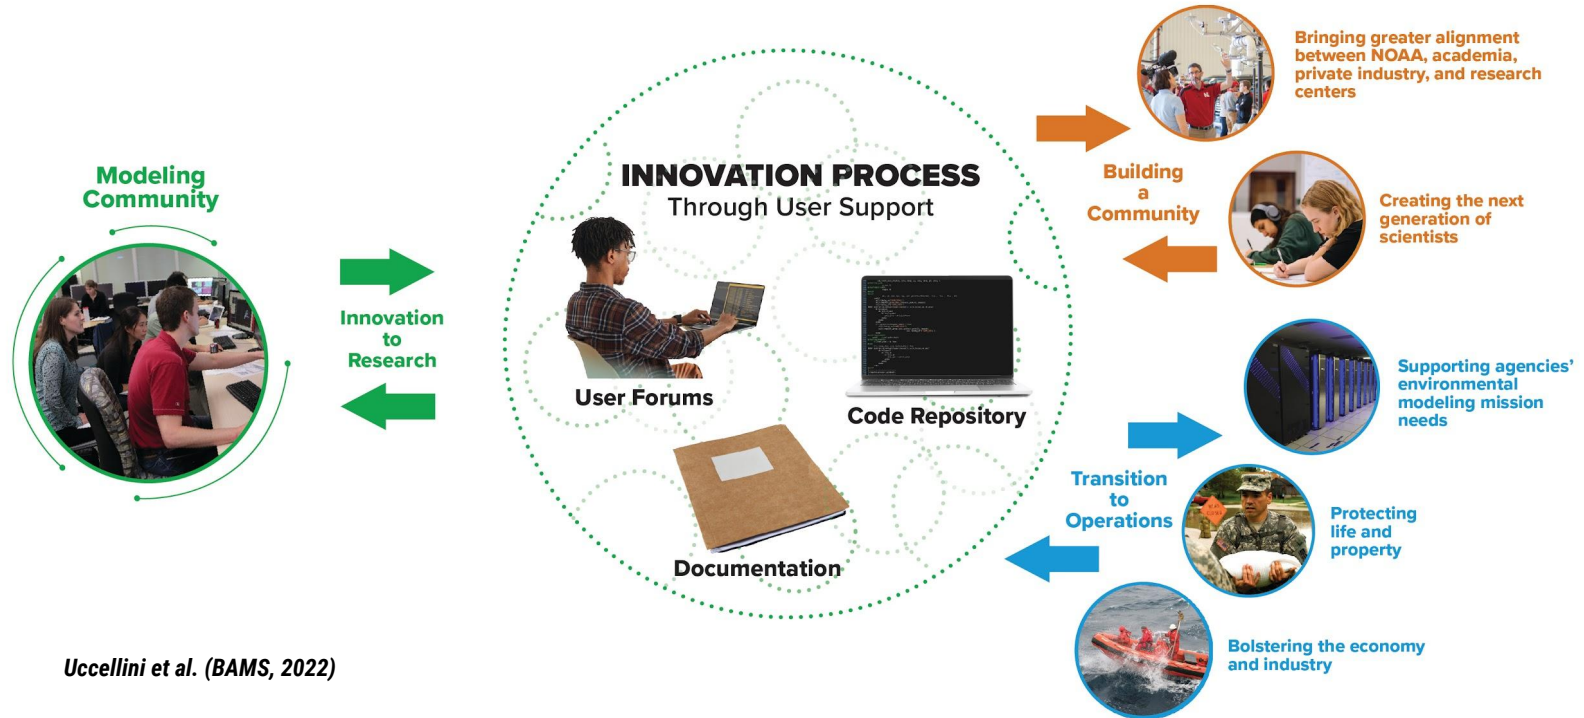 Modeling
Community
Innovation
to
Research
INNOVATION PROCESS
Through User Support
User Forums
Code Repository
Documentation
Building
a
Community
Bringing greater alignment
between NOAA, academia,
private industry, and research
centers
Creating the next
generation of
scientists
Transition
to
Operations
Supporting agencies’
environmental
modeling mission
needs
Protecting
life and
property
Bolstering the economy
and industry
Uccellini et al. (BAMS, 2022)